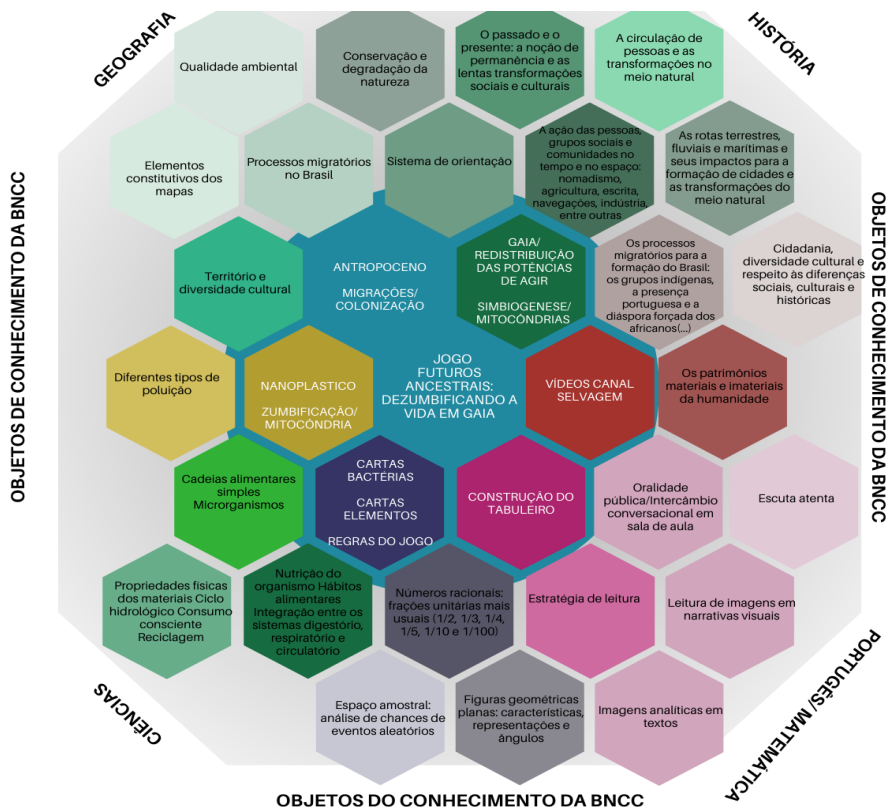 GEOGRAFIA
HISTÓRIA
Qualidade ambiental
Conservação e
degradação da
natureza
O passado e o
presente: a noção de
permanência e as
lentas transformações
sociais e culturais
A circulação de
pessoas e as
transformações no
meio natural
Elementos
constitutivos dos
mapas
Processos migratórios
no Brasil
Sistema de orientação
A ação das pessoas,
grupos sociais e
comunidades no
tempo e no espaço:
nomadismo,
agricultura, escrita,
navegações, indústria,
entre outras
As rotas terrestres,
fluviais e marítimas e
seus impactos para a
formação de cidades e
as transformações do
meio natural
OBJETOS DE CONHECIMENTO DA BNCC
OBJETOS DE CONHECIMENTO DA BNCC
Território e
diversidade cultural
ANTROPOCENO
MIGRAÇÕES/
COLONIZAÇÃO
GAIA/
REDISTRIBUIÇÃO
DAS POTÊNCIAS
DE AGIR
SIMBIOGENESE/
MITOCÔNDRIAS
Os processos
migratórios para a
formação do Brasil:
os grupos indígenas,
a presença
portuguesa e a
diáspora forçada dos
africanos(...)
Cidadania,
diversidade cultural e
respeito às diferenças
sociais, culturais e
históricas
Diferentes tipos de
poluição
NANOPLASTICO
ZUMBIFICAÇÃO/
MITOCÔNDRIA
JOGO
FUTUROS
ANCESTRAIS:
DEZUMBIFICANDO A
VIDA EM GAIA
VÍDEOS CANAL
SELVAGEM
Os patrimônios
materiais e imateriais
da humanidade
Cadeias alimentares
simples
Microrganismos
CARTAS
BACTÉRIAS
CARTAS
ELEMENTOS
REGRAS DO JOGO
CONSTRUÇÃO DO
TABULEIRO
Oralidade
pública/Intercâmbio
conversacional em
sala de aula
Escuta atenta
Propriedades físicas
dos materiais Ciclo
hidrológico Consumo
consciente
Reciclagem
Nutrição do
organismo Hábitos
alimentares
Integração entre os
sistemas digestório,
respiratório e
circulatório
Números racionais:
frações unitárias mais
usuais (1/2, 1/3, 1/4,
1/5, 1/10 e 1/100)
Estratégia de leitura
Leitura de imagens em
narrativas visuais
CIÊNCIAS
Espaço amostral:
análise de chances de
eventos aleatórios
Figuras geométricas
planas: características,
representações e
ângulos
Imagens analíticas em
textos
PORTUGÊS/ MATEMÁTICA
OBJETOS DO CONHECIMENTO DA BNCC